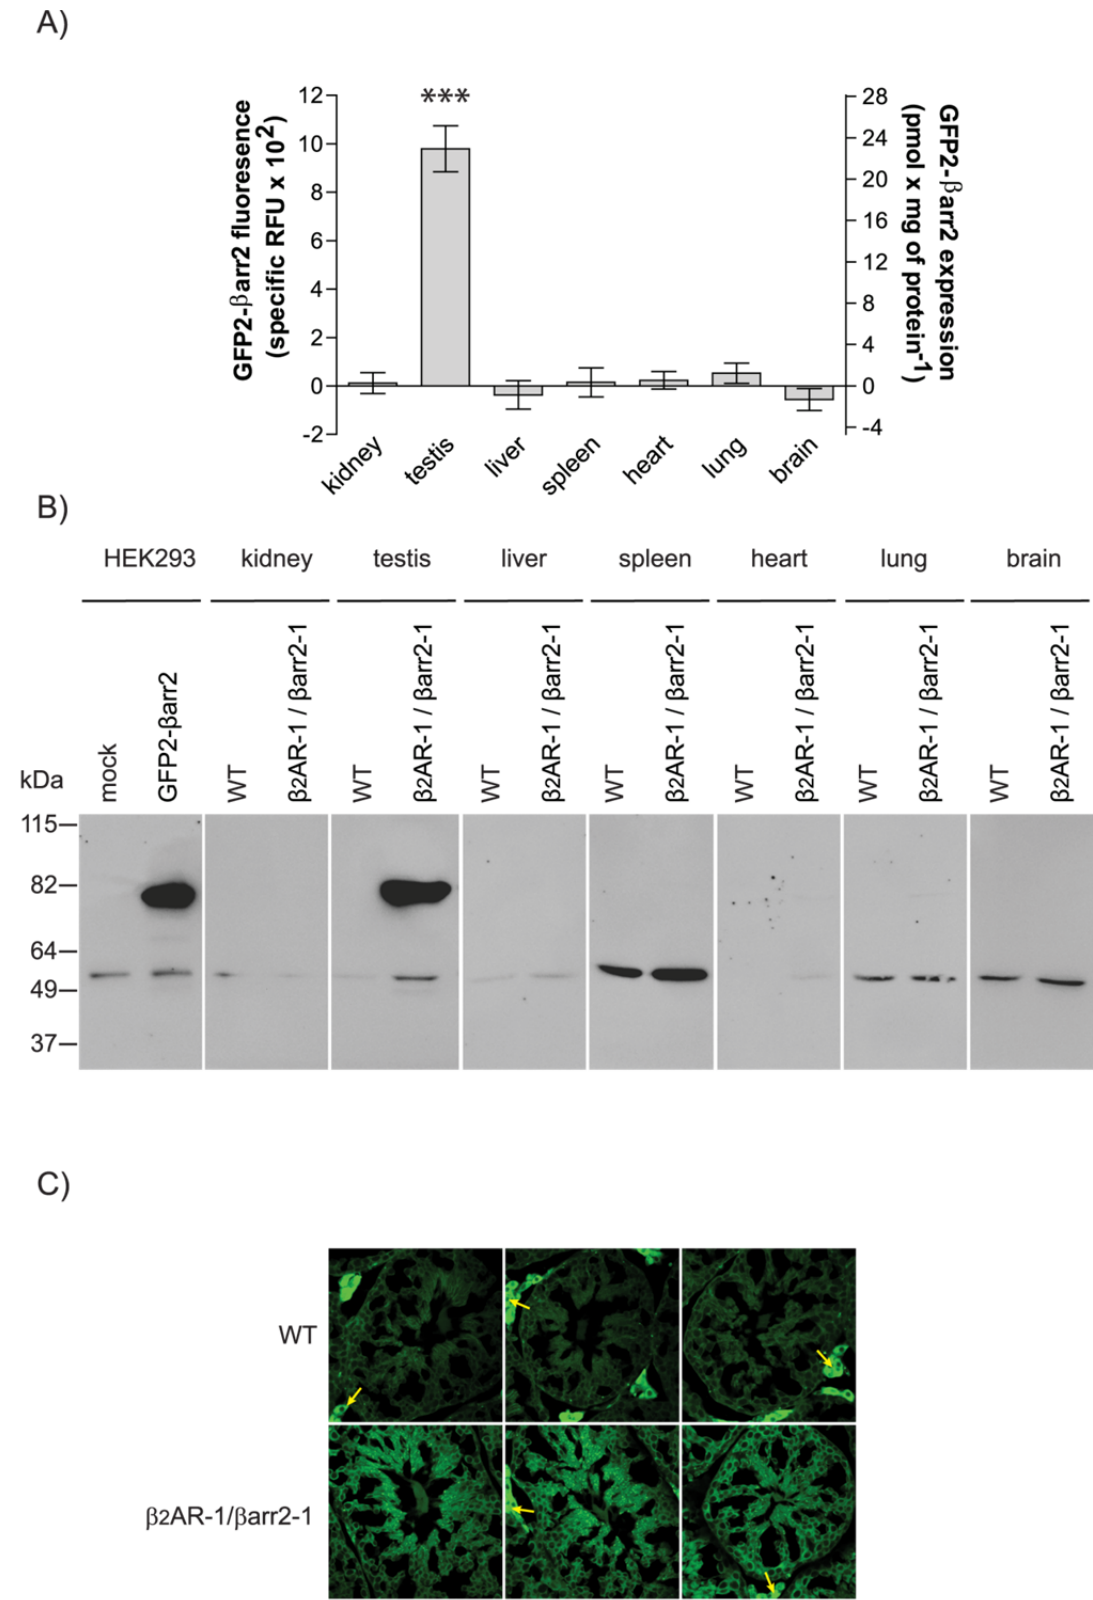 A)
GFP2-βarr2 fluoresence
(specific RFU x 10²)
12
10
8
6
4
2
0
-2
***
28
24
20
16
12
8
4
0
-4
GFP2-βarr2 expression
(pmol x mg of protein⁻¹)
kidney testis liver spleen heart lung brain
B)
HEK293 kidney testis liver spleen heart lung brain
mock GFP2-βarr2 WT β2AR-1 / βarr2-1 WT β2AR-1 / βarr2-1 WT β2AR-1 / βarr2-1 WT β2AR-1 / βarr2-1 WT β2AR-1 / βarr2-1 WT β2AR-1 / βarr2-1 WT β2AR-1 / βarr2-1
kDa
115
82
64
49
37
C)
WT
β2AR-1/βarr2-1